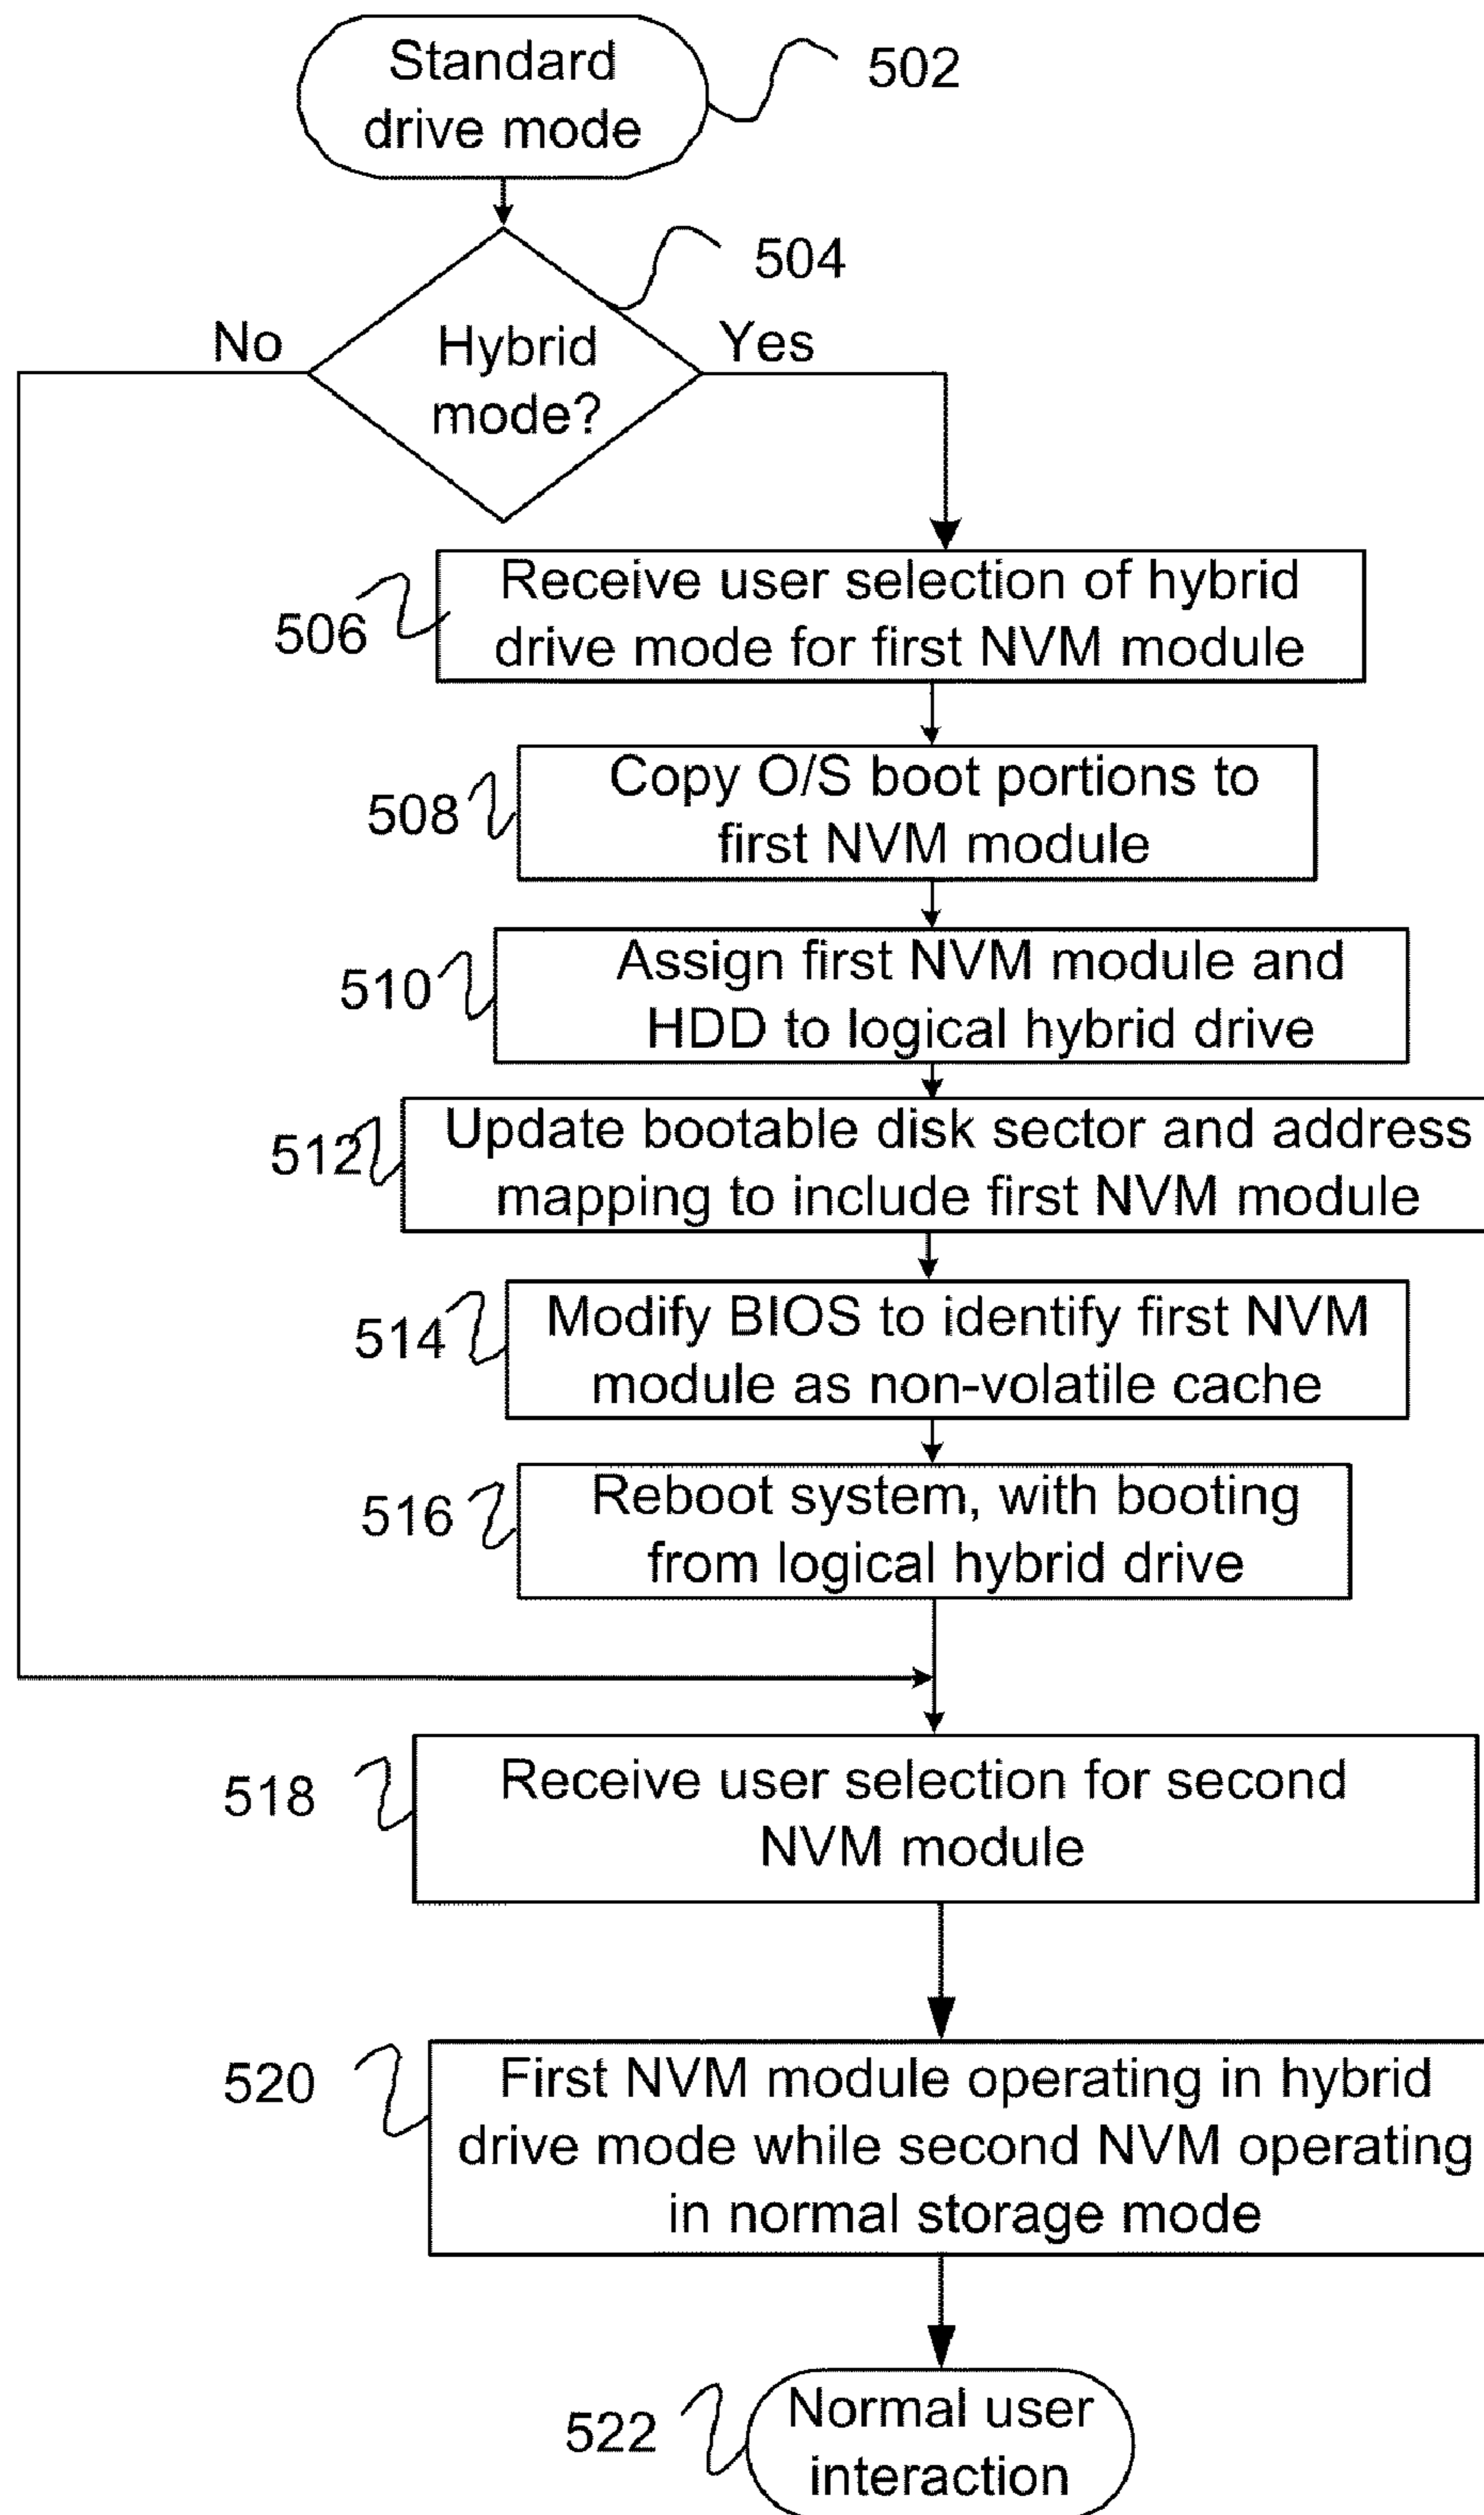 Standard
drive mode
502
504
No
Hybrid
mode?
Yes
506
Receive user selection of hybrid
drive mode for first NVM module
508
Copy O/S boot portions to
first NVM module
510
Assign first NVM module and
HDD to logical hybrid drive
512
Update bootable disk sector and address
mapping to include first NVM module
514
Modify BIOS to identify first NVM
module as non-volatile cache
516
Reboot system, with booting
from logical hybrid drive
518
Receive user selection for second
NVM module
520
First NVM module operating in hybrid
drive mode while second NVM operating
in normal storage mode
522
Normal user
interaction